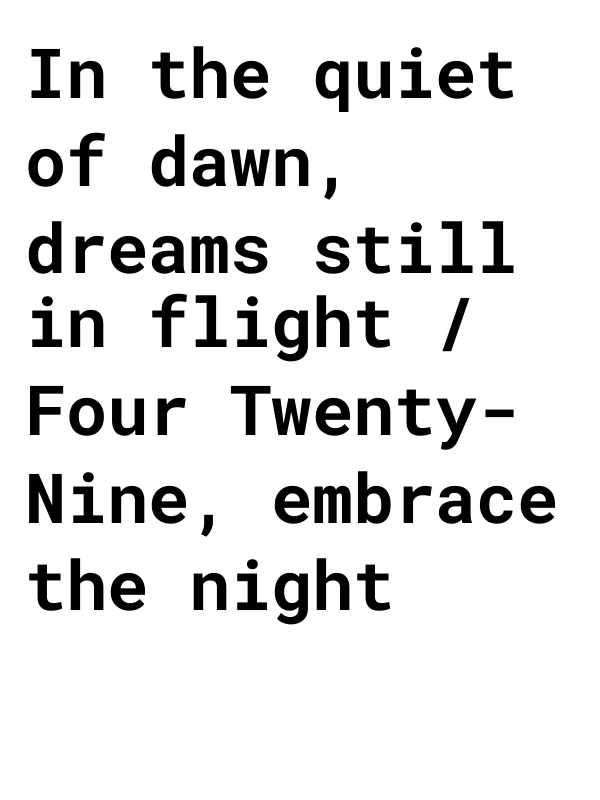 In the quiet
of dawn,
dreams still
in flight /
Four Twenty-
Nine, embrace
the night